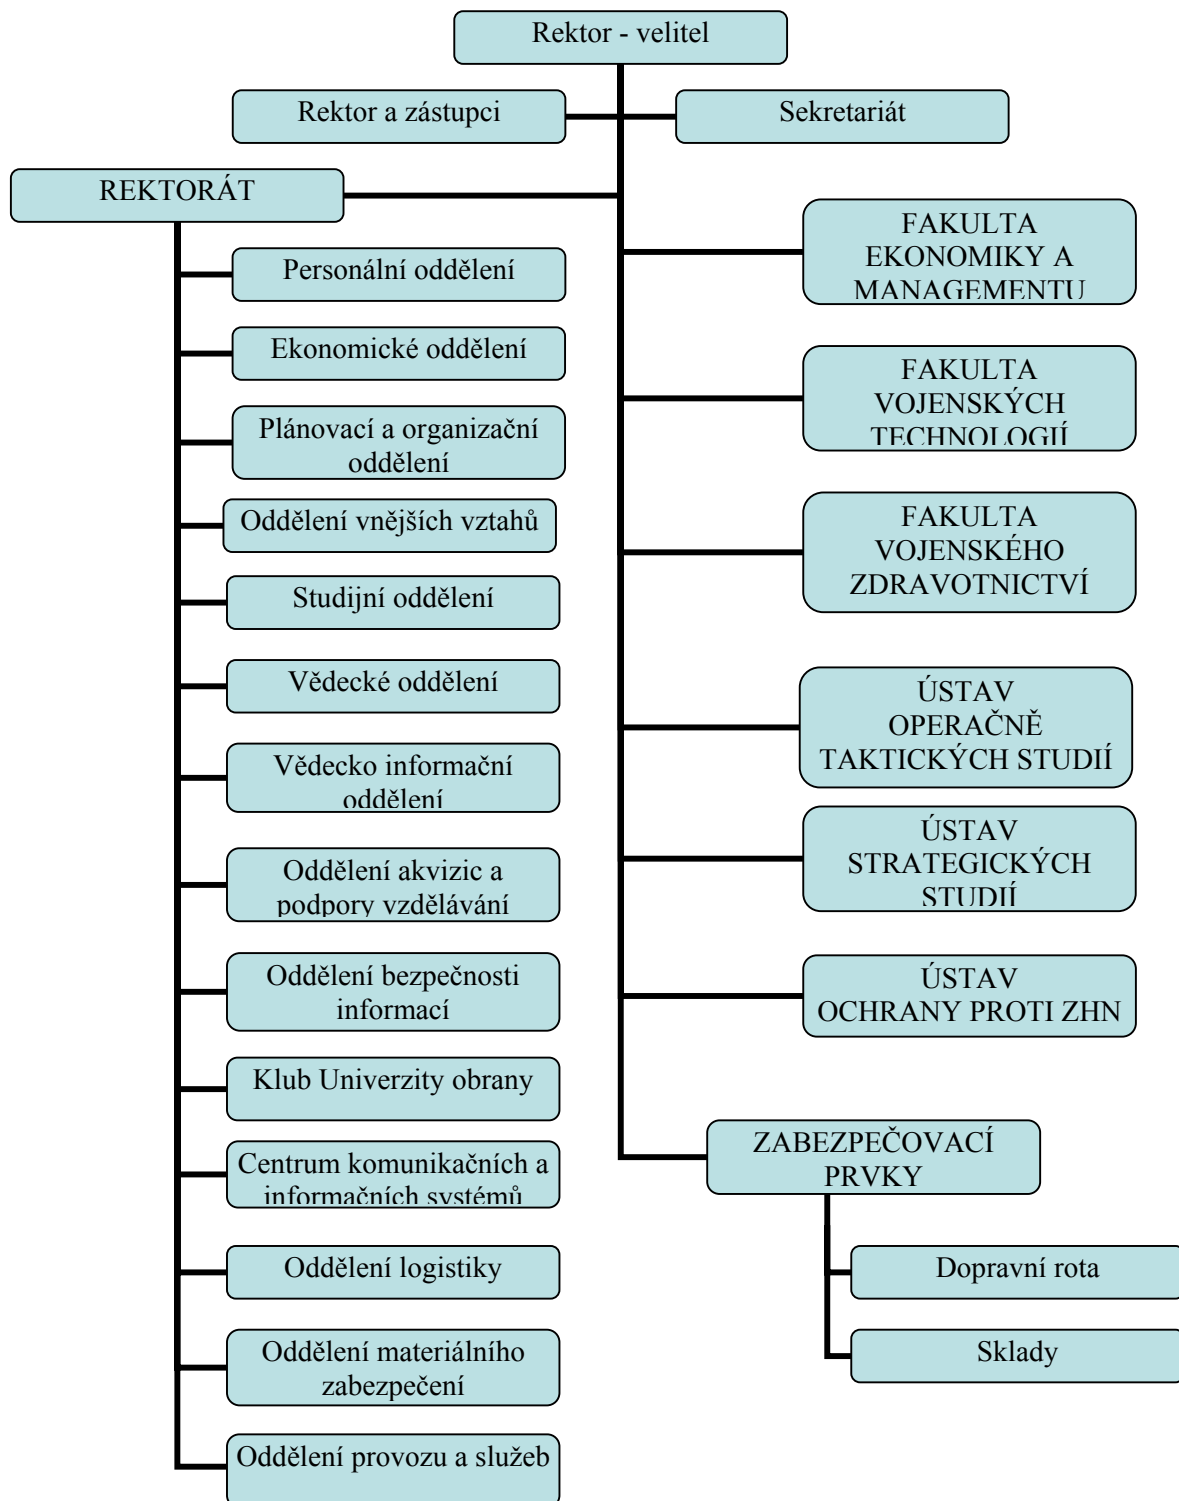 Rektor - velitel
Rektor a zástupci
Sekretariát
REKTORÁT
Personální oddělení
Ekonomické oddělení
Plánovací a organizační
oddělení
Oddělení vnějších vztahů
Studijní oddělení
Vědecké oddělení
Vědecko informační
oddělení
Oddělení akvizic a
podpory vzdělávání
Oddělení bezpečnosti
informací
Klub Univerzity obrany
Centrum komunikačních a
informačních systémů
Oddělení logistiky
Oddělení materiálního
zabezpečení
Oddělení provozu a služeb
FAKULTA
EKONOMIKY A
MANAGEMENTU
FAKULTA
VOJENSKÝCH
TECHNOLOGIÍ
FAKULTA
VOJENSKÉHO
ZDRAVOTNICTVÍ
ÚSTAV
OPERAČNĚ
TAKTICKÝCH STUDIÍ
ÚSTAV
STRATEGICKÝCH
STUDIÍ
ÚSTAV
OCHRANY PROTI ZHN
ZABEZPEČOVACÍ
PRVKY
Dopravní rota
Sklady